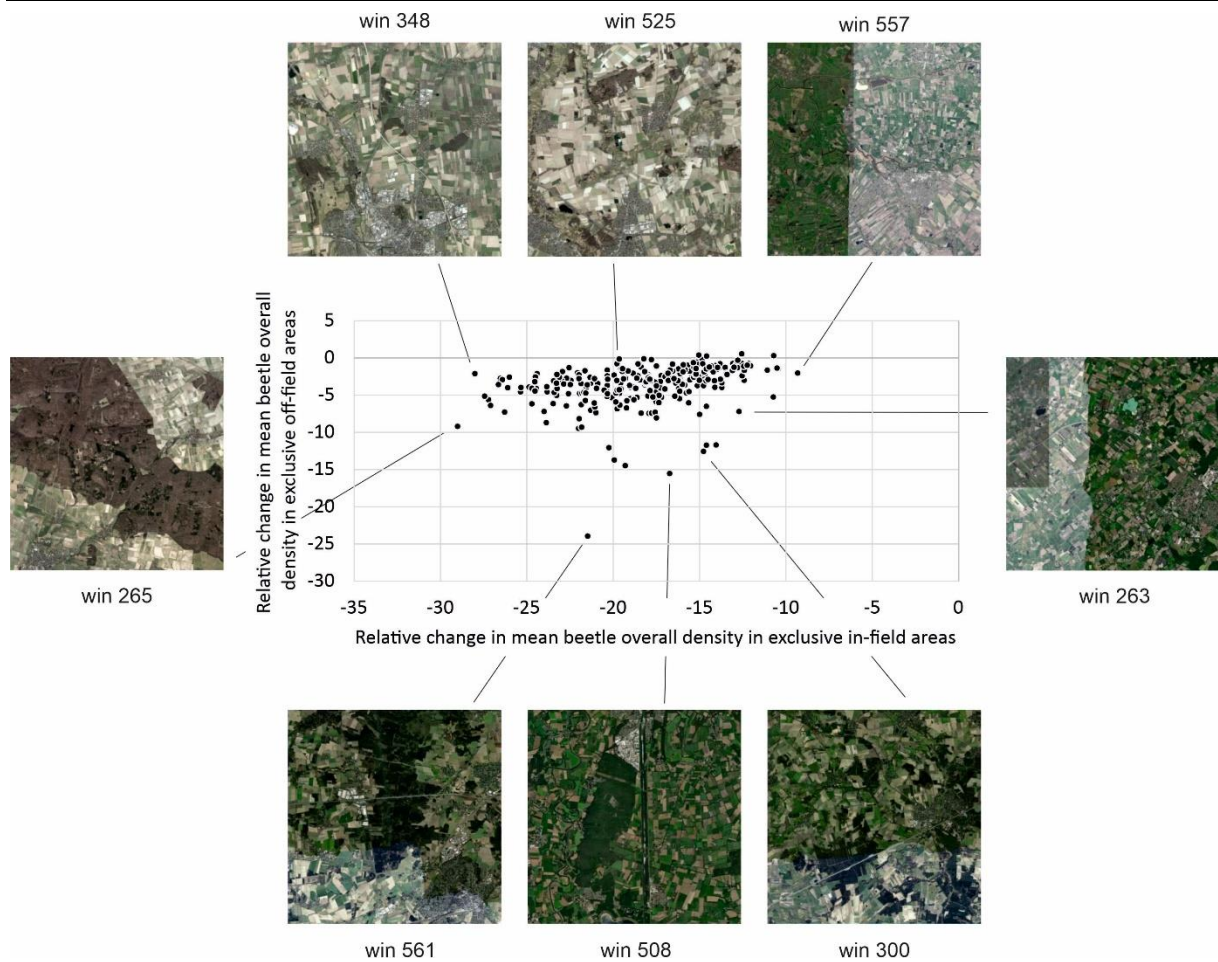 win 348
win 525
win 557
Relative change in mean beetle overall
density in exclusive off-field areas
5
0
-5
-10
-15
-20
-25
-30
-35
-30
-25
-20
-15
-10
-5
0
Relative change in mean beetle overall density in exclusive in-field areas
win 265
win 263
win 561
win 508
win 300